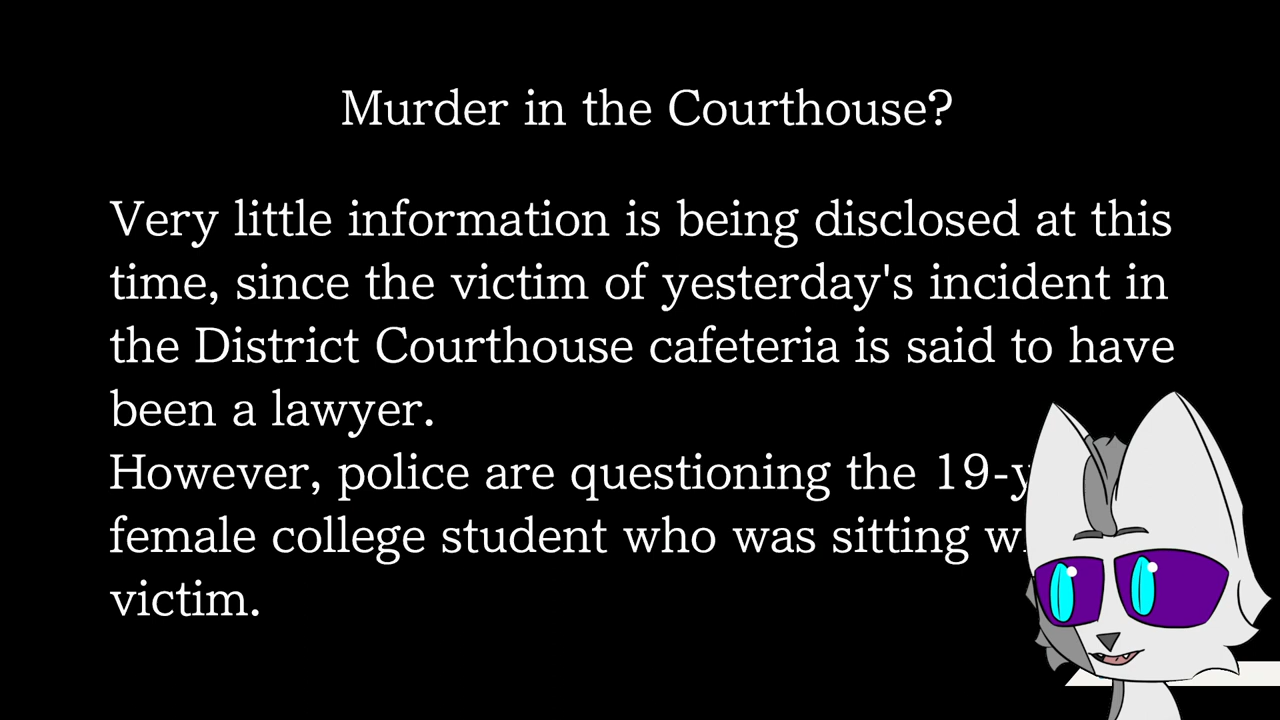 Murder in the Courthouse?
Very little information is being disclosed at this
time, since the victim of yesterday's incident in
the District Courthouse cafeteria is said to have
been a lawyer.
However, police are questioning the 19-y
female college student who was sitting
victim.